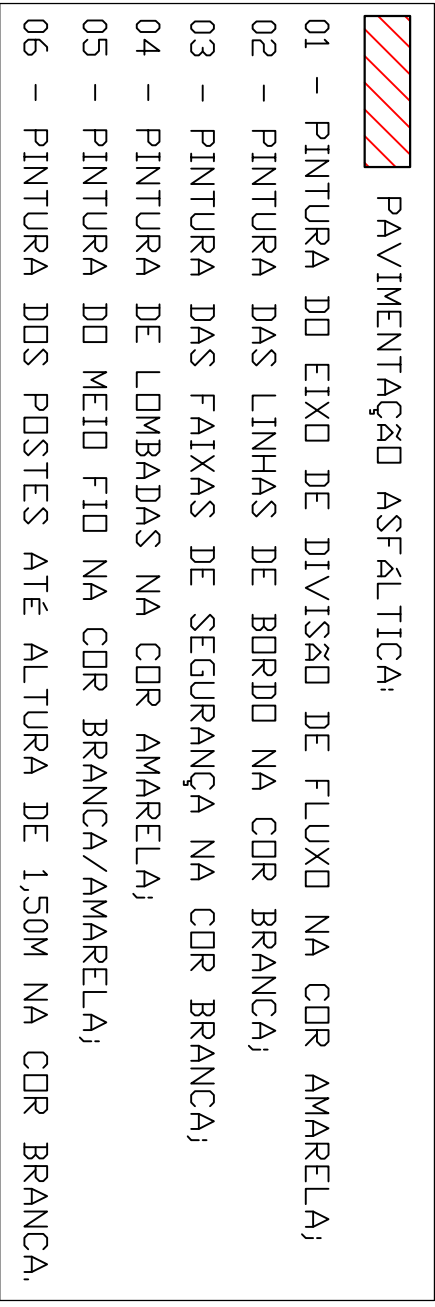 PAVIMENTAÇÃO ASFÁLTICA:
01 - PINTURA DO EIXO DE DIVISÃO DE FLUXO NA COR AMARELA;
02 - PINTURA DAS LINHAS DE BORDO NA COR BRANCA;
03 - PINTURA DAS FAIXAS DE SEGURANÇA NA COR BRANCA;
04 - PINTURA DE LOMBADAS NA COR AMARELA;
05 - PINTURA DO MEIO FIO NA COR BRANCA/AMARELA;
06 - PINTURA DOS POSTES ATÉ ALTURA DE 1,50M NA COR BRANCA.